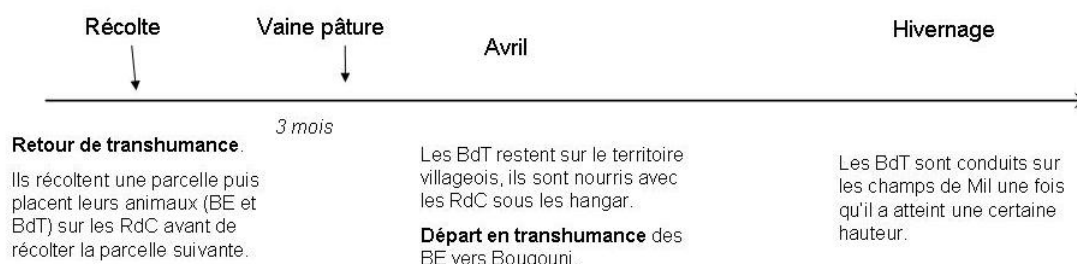 Récolte
Vaine pâture
Avril
Hivernage
3 mois
Retour de transhumance.
Ils récoltent une parcelle puis
placent leurs animaux (BE et
BdT) sur les RdC avant de
récolter la parcelle suivante.
Les BdT restent sur le territoire
villageois, ils sont nourris avec
les RdC sous les hangar.
Départ en transhumance des
BE vers Bougouni.
Les BdT sont conduits sur
les champs de Mil une fois
qu'il a atteint une certaine
hauteur.